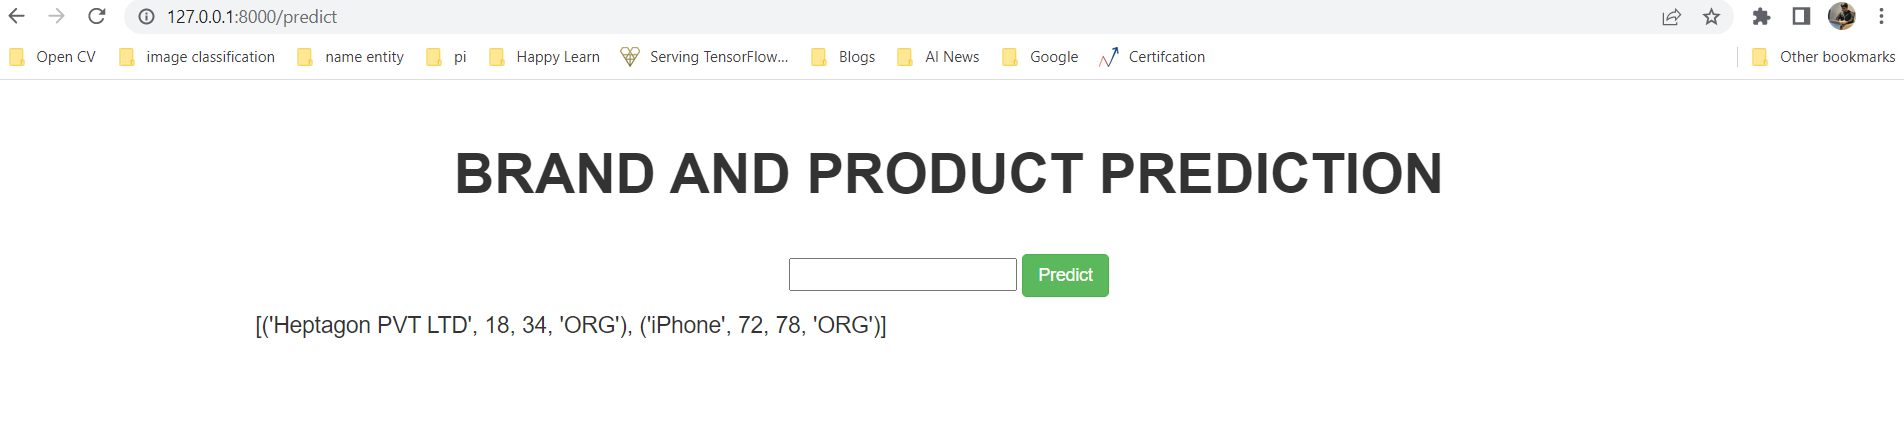 127.0.0.1:8000/predict
Open CV image classification name entity pi Happy Learn Serving TensorFlow... Blogs AI News Google Certifcation Other bookmarks
BRAND AND PRODUCT PREDICTION
Predict
[('Heptagon PVT LTD', 18, 34, 'ORG'), ('iPhone', 72, 78, 'ORG')]